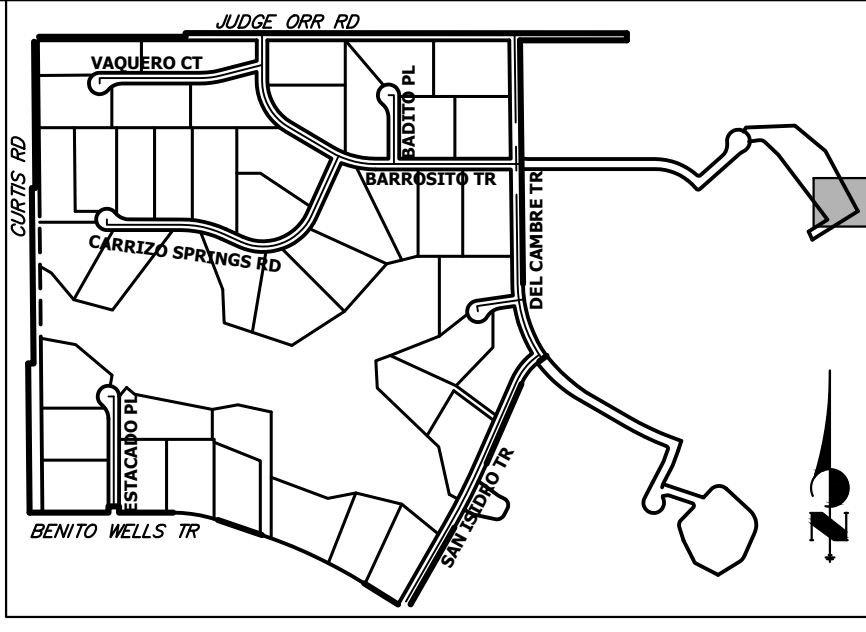 JUDGE ORR RD
VAQUERO CT
BADITO PL
CURTIS RD
BARROSITO TR
CARRIZO SPRINGS RD
DEL CAMBRE TR
ESTACADO PL
SAN ISIDRO TR
BENITO WELLS TR
N